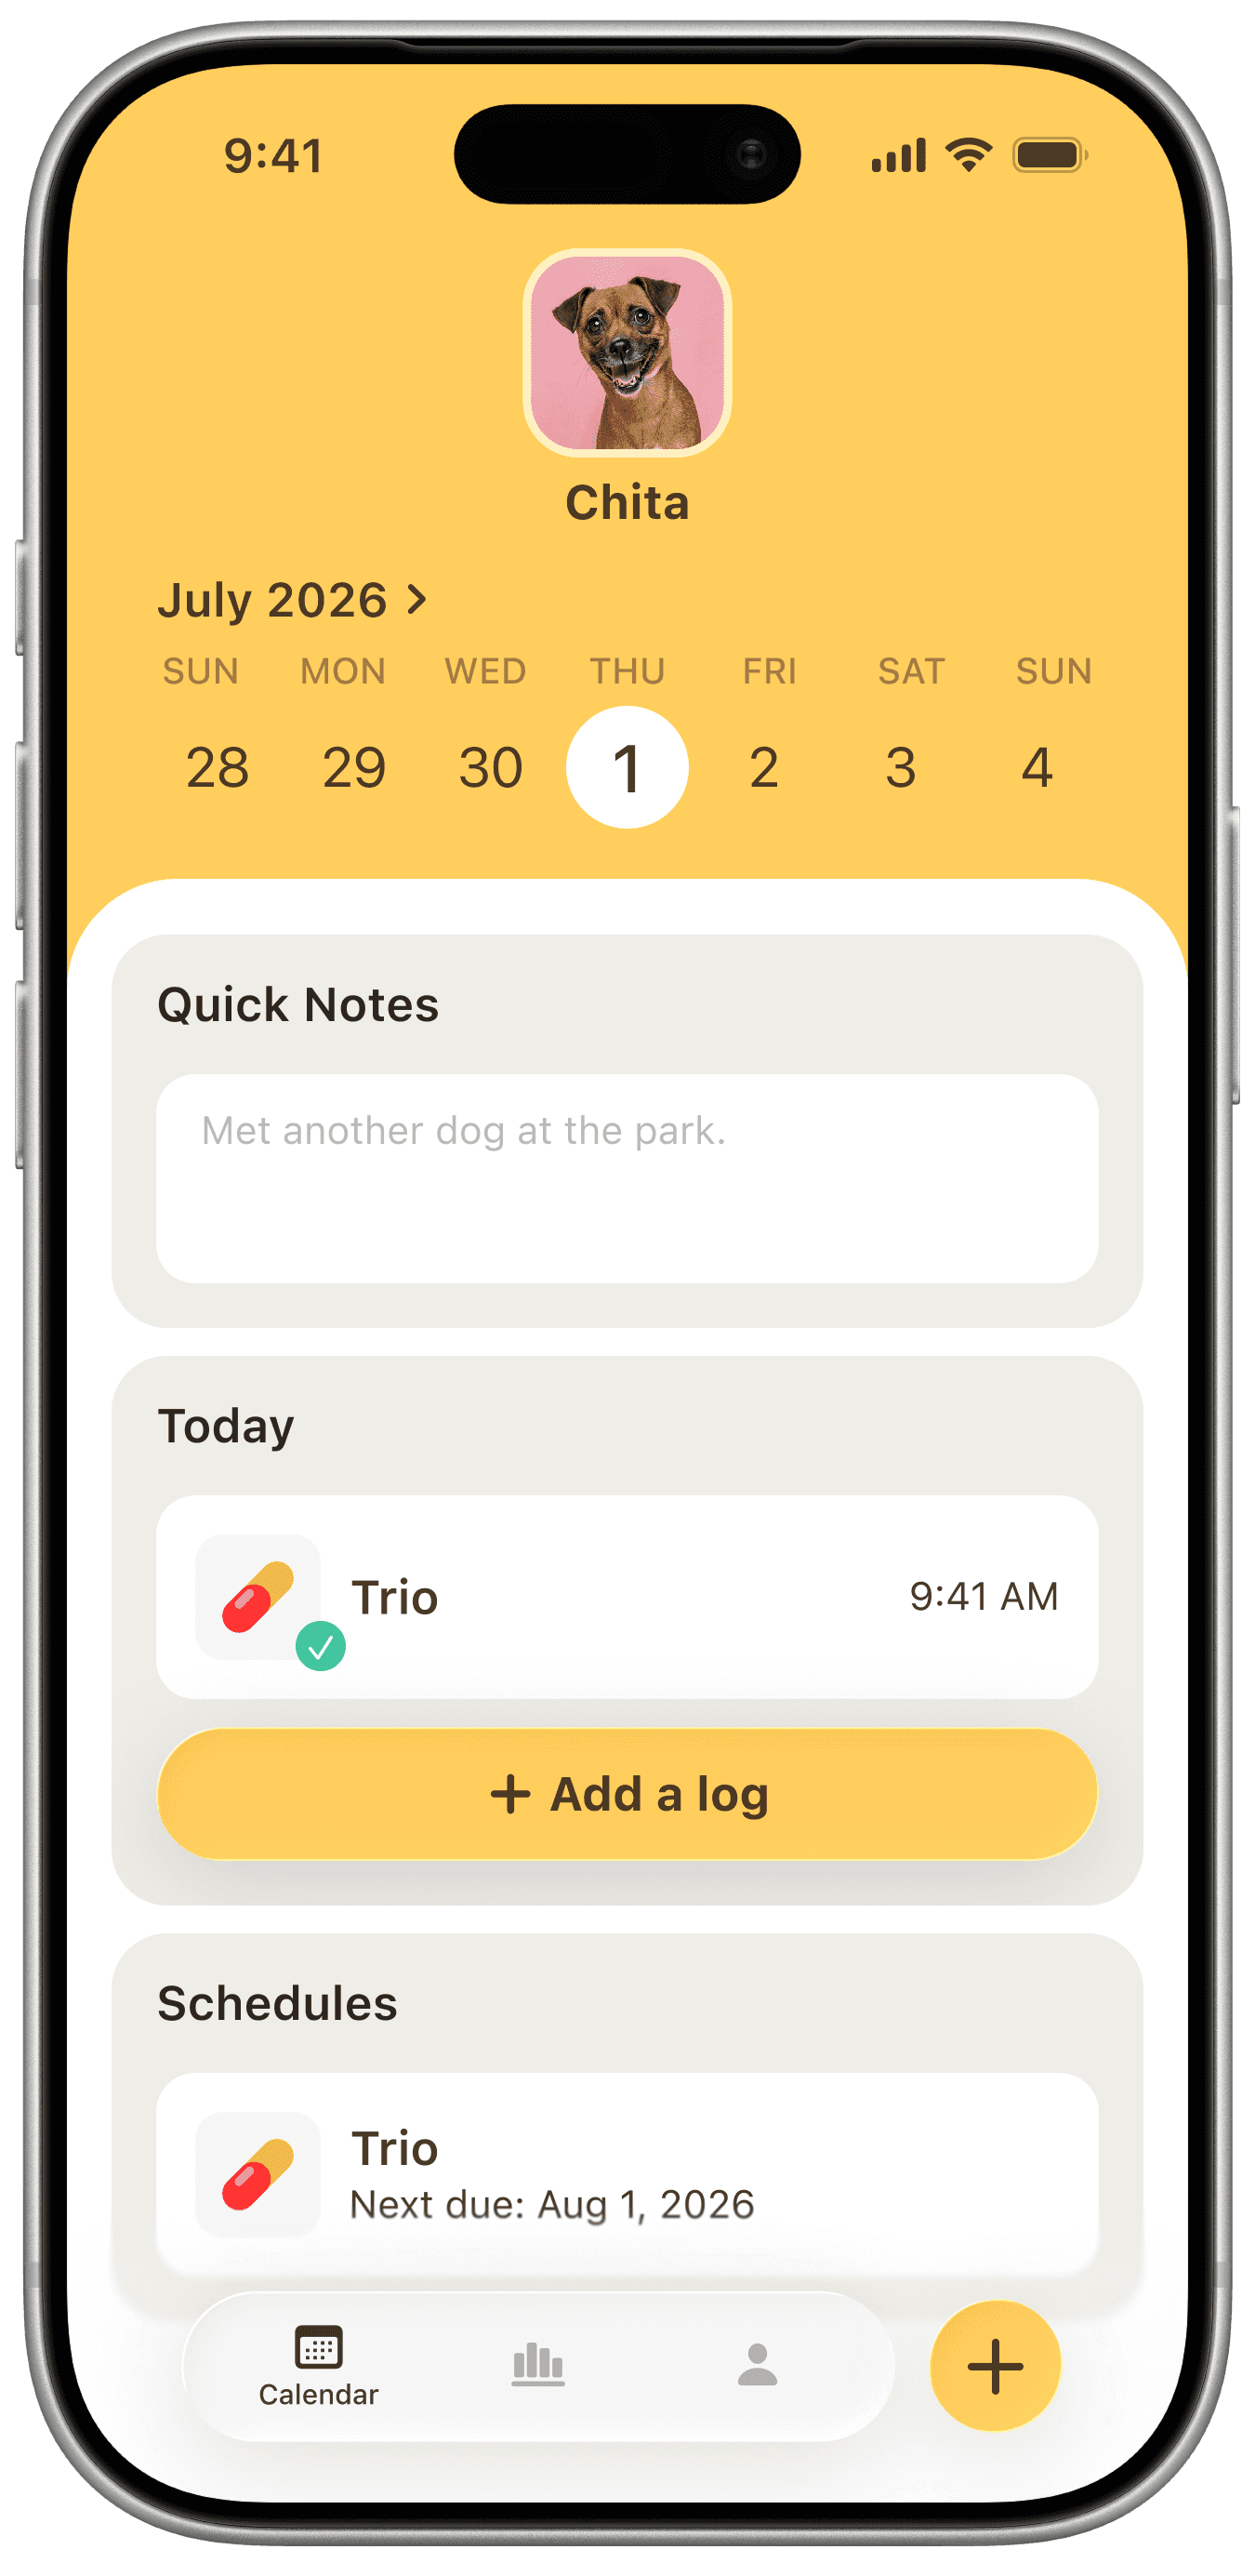 9:41
Chita
July 2026
SUN MON WED THU FRI SAT SUN
28 29 30 1 2 3 4
Quick Notes
Met another dog at the park.
Today
Trio 9:41 AM
Add a log
Schedules
Trio
Next due: Aug 1, 2026
Calendar